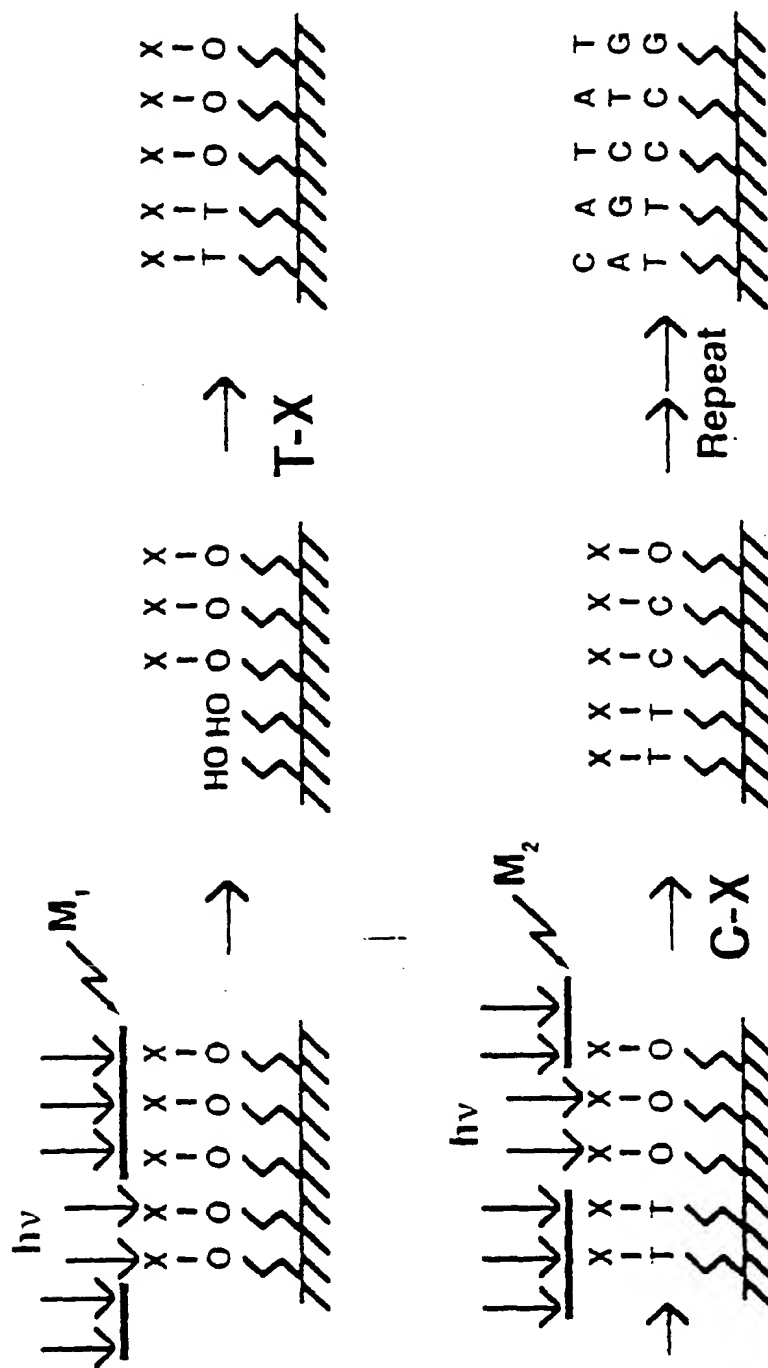 hν
M₁
X X X X X
O O O O O
X X X
HO HO O O O
T-X
X X X X X
T T O O O
hν
M₂
X X X X X
T T O O O
C-X
X X X X X
T T C C O
Repeat
C A T A T
A G C T G
T T C C G